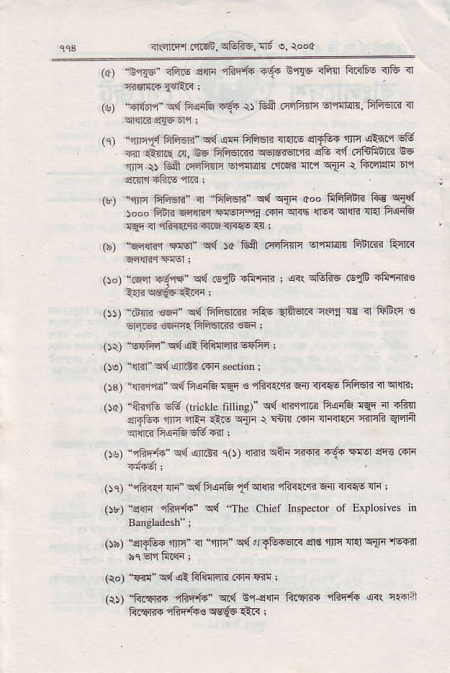 ৭৭৪ বাংলাদেশ গেজেট, অতিরিক্ত, মার্চ ৩, ২০০৫
(৫) “উপযুক্ত” বলিতে প্রধান পরিদর্শক কর্তৃক উপযুক্ত বলিয়া বিবেচিত ব্যক্তি বা
সরঞ্জামকে বুঝাইবে ;
(৬) “কার্যচাপ” অর্থ সিএনজি কর্তৃক ২১ ডিগ্রী সেলসিয়াস তাপমাত্রায়, সিলিন্ডারে বা
আধারে প্রযুক্ত চাপ ;
(৭) “গ্যাসপূর্ণ সিলিন্ডার” অর্থ এমন সিলিন্ডার যাহাতে প্রাকৃতিক গ্যাস এইরূপে ভর্তি
করা হইয়াছে যে, উক্ত সিলিন্ডারের অভ্যন্তরভাগের প্রতি বর্গ সেন্টিমিটারে উক্ত
গ্যাস ২১ ডিগ্রী সেলসিয়াস তাপমাত্রায় গেজের মাপে অন্যূন ২ কিলোগ্রাম চাপ
প্রয়োগ করিতে পারে ;
(৮) “গ্যাস সিলিন্ডার” বা “সিলিন্ডার” অর্থ অন্যূন ৫০০ মিলিলিটার কিন্তু অনূর্ধ্ব
১০০০ লিটার জলধারণ ক্ষমতাসম্পন্ন কোন আবদ্ধ ধাতব আধার যাহা সিএনজি
মজুদ বা পরিবহণের কাজে ব্যবহৃত হয় ;
(৯) “জলধারণ ক্ষমতা” অর্থ ১৫ ডিগ্রী সেলসিয়াস তাপমাত্রায় লিটারের হিসাবে
জলধারণ ক্ষমতা ;
(১০) “জেলা কর্তৃপক্ষ” অর্থ ডেপুটি কমিশনার ; এবং অতিরিক্ত ডেপুটি কমিশনারও
ইহার অন্তর্ভুক্ত হইবেন ;
(১১) “টেয়ার ওজন” অর্থ সিলিন্ডারের সহিত স্থায়ীভাবে সংলগ্ন যন্ত্র বা ফিটিংস ও
ভাল্‌ভের ওজনসহ সিলিন্ডারের ওজন ;
(১২) “তফসিল” অর্থ এই বিধিমালার তফসিল ;
(১৩) “ধারা” অর্থ এ্যাক্টের কোন section ;
(১৪) “ধারণপাত্র” অর্থ সিএনজি মজুদ ও পরিবহণের জন্য ব্যবহৃত সিলিন্ডার বা আধার;
(১৫) “ধীরগতি ভর্তি (trickle filling)” অর্থ ধারণপাত্রে সিএনজি মজুদ না করিয়া
প্রাকৃতিক গ্যাস লাইন হইতে অন্যূন ২ ঘন্টায় কোন যানবাহনে সরাসরি জ্বালানী
আধারে সিএনজি ভর্তি করা ;
(১৬) “পরিদর্শক” অর্থ এ্যাক্টের ৭(১) ধারার অধীন সরকার কর্তৃক ক্ষমতা প্রদত্ত কোন
কর্মকর্তা ;
(১৭) “পরিবহণ যান” অর্থ সিএনজি পূর্ণ আধার পরিবহণের জন্য ব্যবহৃত যান ;
(১৮) “প্রধান পরিদর্শক” অর্থ “The Chief Inspector of Explosives in
Bangladesh” ;
(১৯) “প্রাকৃতিক গ্যাস” বা “গ্যাস” অর্থ প্রাকৃতিকভাবে প্রাপ্ত গ্যাস যাহা অন্যূন শতকরা
৯৭ ভাগ মিথেন ;
(২০) “ফরম” অর্থ এই বিধিমালার কোন ফরম ;
(২১) “বিস্ফোরক পরিদর্শক” অর্থে উপ-প্রধান বিস্ফোরক পরিদর্শক এবং সহকারী
বিস্ফোরক পরিদর্শকও অন্তর্ভুক্ত হইবে ;